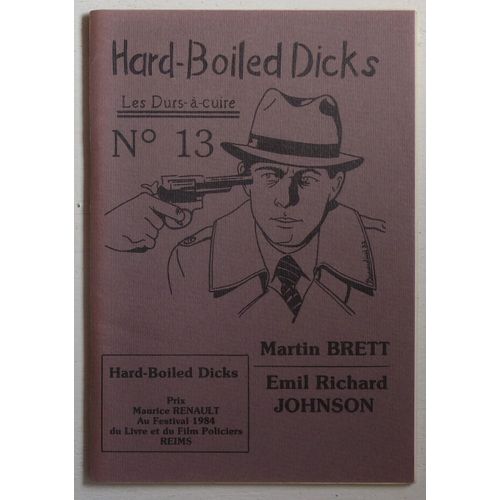 Hard-Boiled Dicks
Les Durs-à-cuire
N° 13
Martin BRETT
Emil Richard
JOHNSON
Hard-Boiled Dicks
Prix
Maurice RENAULT
Au Festival 1984
du Livre et du Film Policiers
REIMS